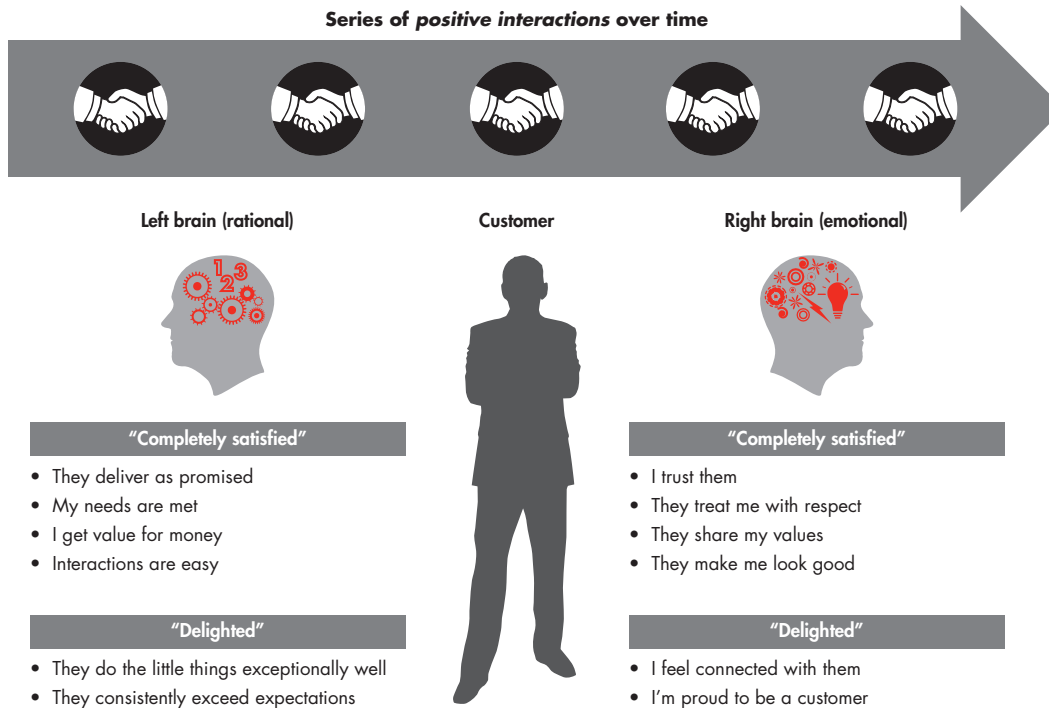 Series of positive interactions over time
Left brain (rational)
Customer
Right brain (emotional)
1 2 3
“Completely satisfied”
• They deliver as promised
• My needs are met
• I get value for money
• Interactions are easy
“Delighted”
• They do the little things exceptionally well
• They consistently exceed expectations
“Completely satisfied”
• I trust them
• They treat me with respect
• They share my values
• They make me look good
“Delighted”
• I feel connected with them
• I’m proud to be a customer